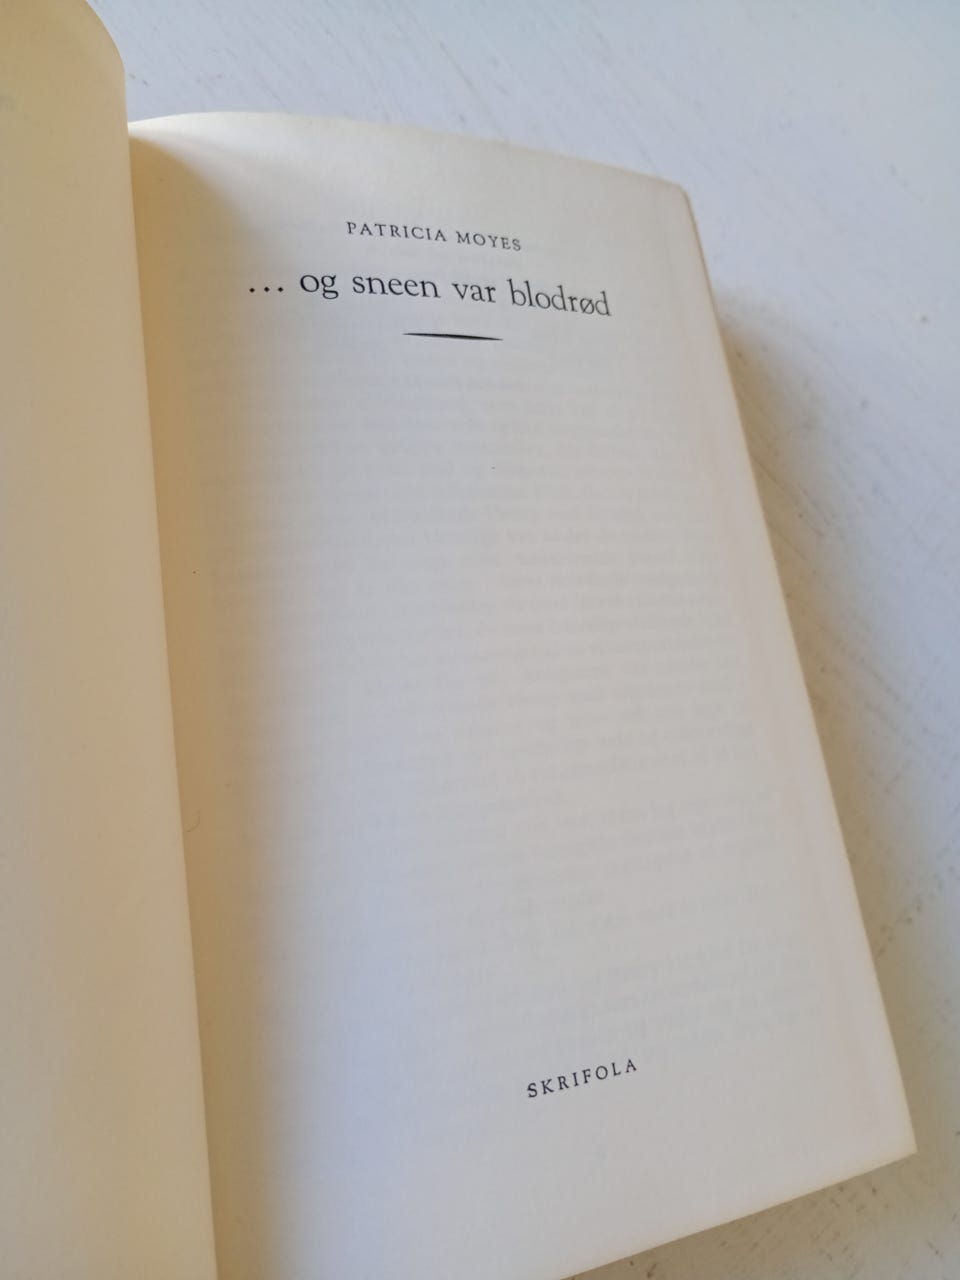 PATRICIA MOYES
... og sneen var blodrød
SKRIFOLA